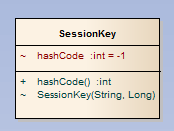 SessionKey
~ hashCode :int = -1
+ hashCode() :int
~ SessionKey(String, Long)